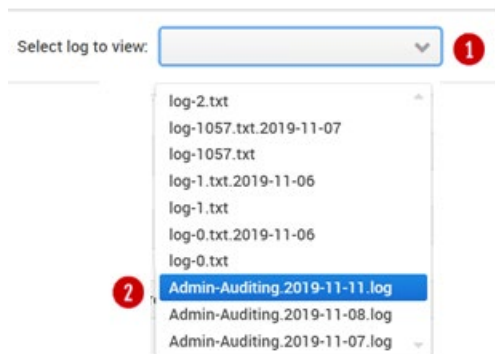 Select log to view:
1
log-2.txt
log-1057.txt.2019-11-07
log-1057.txt
log-1.txt.2019-11-06
log-1.txt
log-0.txt.2019-11-06
log-0.txt
2
Admin-Auditing.2019-11-11.log
Admin-Auditing.2019-11-08.log
Admin-Auditing.2019-11-07.log